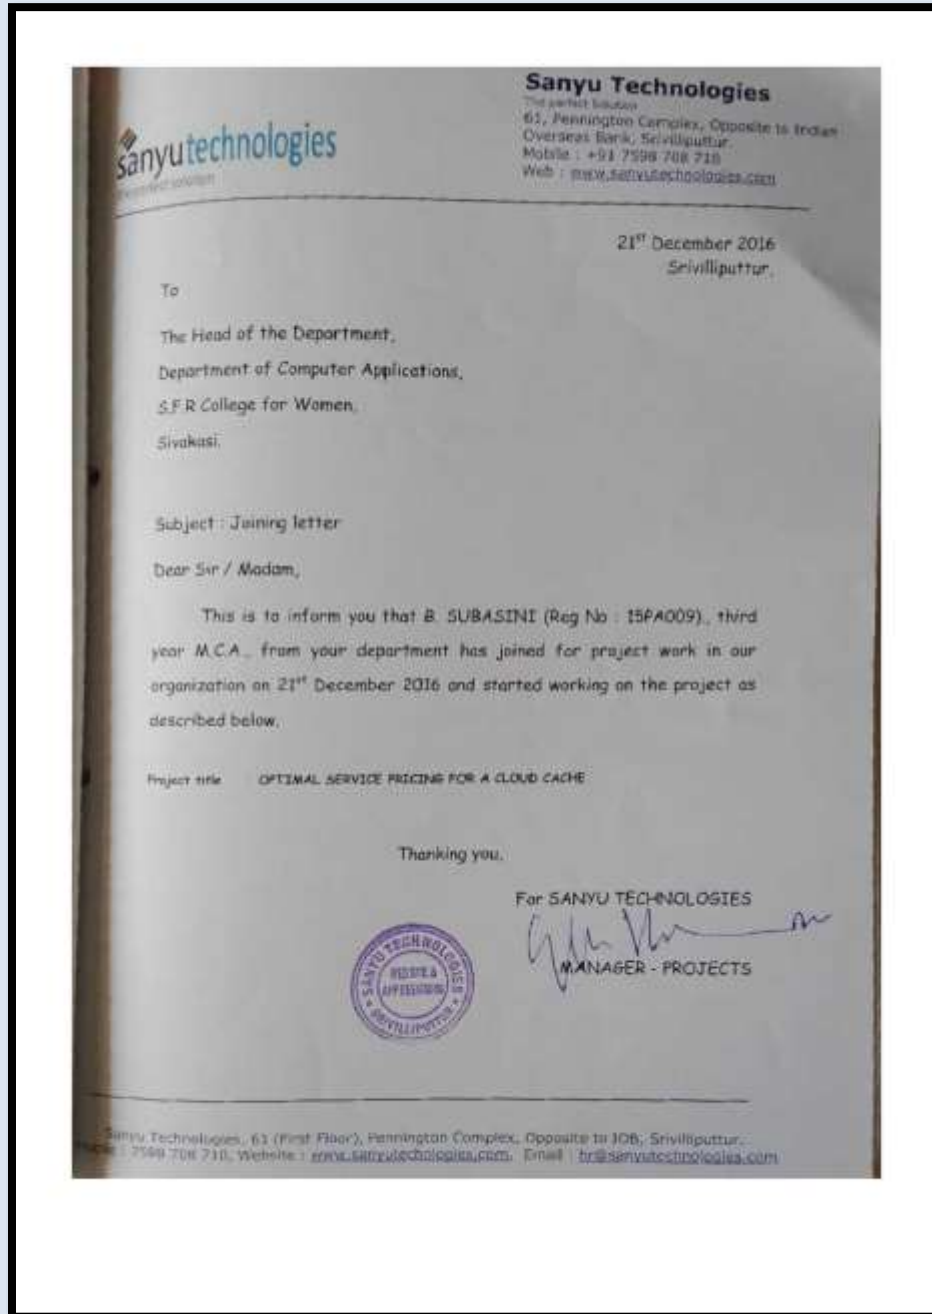 sanyutechnologies
Sanyu Technologies
The perfect Solution
61, Pennington Complex, Opposite to Indian
Overseas Bank, Srivilliputtur.
Mobile : +91 7598 708 710
Web : www.sanyutechnologies.com
21st December 2016
Srivilliputtur.
To
The Head of the Department,
Department of Computer Applications,
S.F.R College for Women,
Sivakasi.
Subject : Joining letter
Dear Sir / Madam,
This is to inform you that B. SUBASINI (Reg No : 15PA009)., third
year M.C.A., from your department has joined for project work in our
organization on 21st December 2016 and started working on the project as
described below.
Project title : OPTIMAL SERVICE PRICING FOR A CLOUD CACHE
Thanking you,
For SANYU TECHNOLOGIES
MANAGER - PROJECTS
SANYU TECHNOLOGIES
SRIVILLIPUTTUR
Sanyu Technologies, 61 (First Floor), Pennington Complex, Opposite to IOB, Srivilliputtur.
: 7598 708 710, Website : www.sanyutechologies.com, Email : hr@sanyutechnologies.com